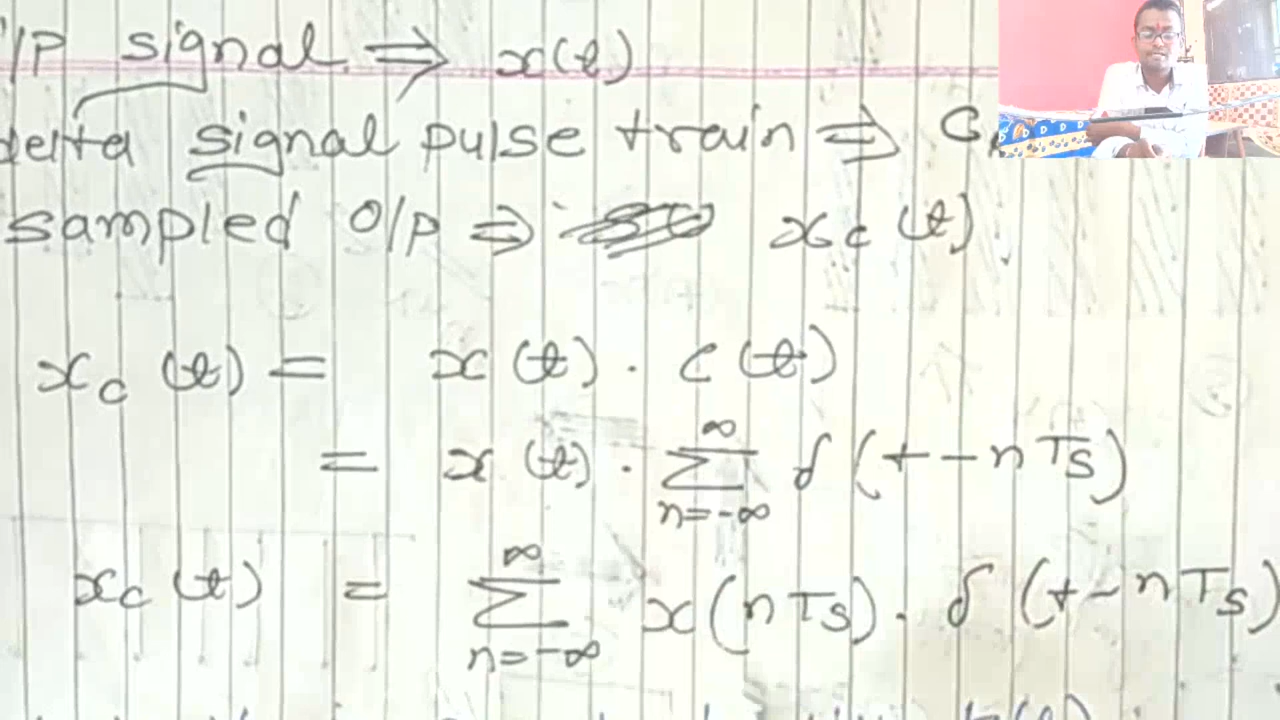 I/P signal ⇒ x(t)
delta signal pulse train ⇒ C
sampled O/P ⇒ xc(t)
xc(t) = x(t) · c(t)
= x(t) · ∑ n=-∞ ∞ δ(t-nTs)
xc(t) = ∑ n=-∞ ∞ x(nTs) · δ(t-nTs)